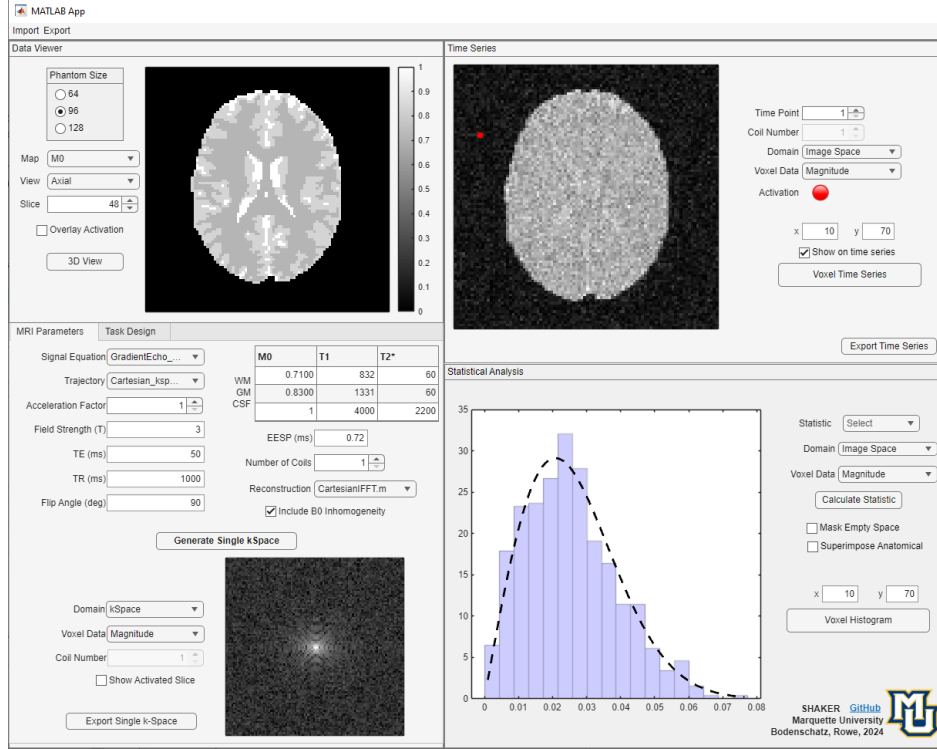 MATLAB App
Import Export
Data Viewer
Phantom Size
64
96
128
Map M0
View Axial
Slice 48
Overlay Activation
3D View
1
0.9
0.8
0.7
0.6
0.5
0.4
0.3
0.2
0.1
0
Time Series
Time Point 1
Coil Number 1
Domain Image Space
Voxel Data Magnitude
Activation
x 10 y 70
Show on time series
Voxel Time Series
Export Time Series
MRI Parameters Task Design
Signal Equation GradientEcho_...
Trajectory Cartesian_ksp...
Acceleration Factor 1
Field Strength (T) 3
TE (ms) 50
TR (ms) 1000
Flip Angle (deg) 90
M0 T1 T2*
WM 0.7100 832 60
GM 0.8300 1331 60
CSF 1 4000 2200
EESP (ms) 0.72
Number of Coils 1
Reconstruction CartesianIFFT.m
Include B0 Inhomogeneity
Generate Single kSpace
Domain kSpace
Voxel Data Magnitude
Coil Number 1
Show Activated Slice
Export Single k-Space
Statistical Analysis
35
30
25
20
15
10
5
0
0 0.01 0.02 0.03 0.04 0.05 0.06 0.07 0.08
Statistic Select
Domain Image Space
Voxel Data Magnitude
Calculate Statistic
Mask Empty Space
Superimpose Anatomical
x 10 y 70
Voxel Histogram
SHAKER GitHub
Marquette University
Bodenschatz, Rowe, 2024
MU